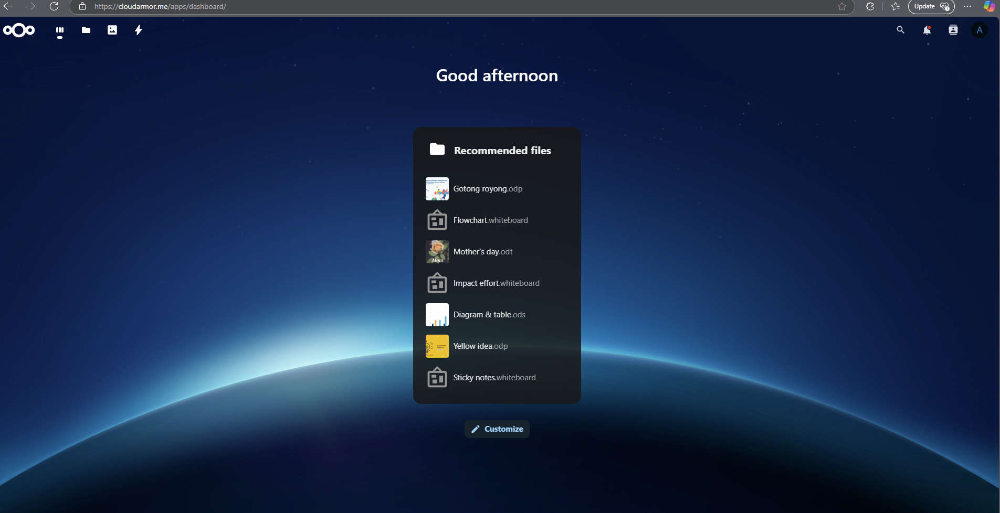 https://cloudarmor.me/apps/dashboard/
Update
A
Good afternoon
Recommended files
Gotong royong.odp
Flowchart.whiteboard
Mom
Mother's day.odt
Impact effort.whiteboard
Diagram & table.ods
Yellow idea.odp
Sticky notes.whiteboard
Customize